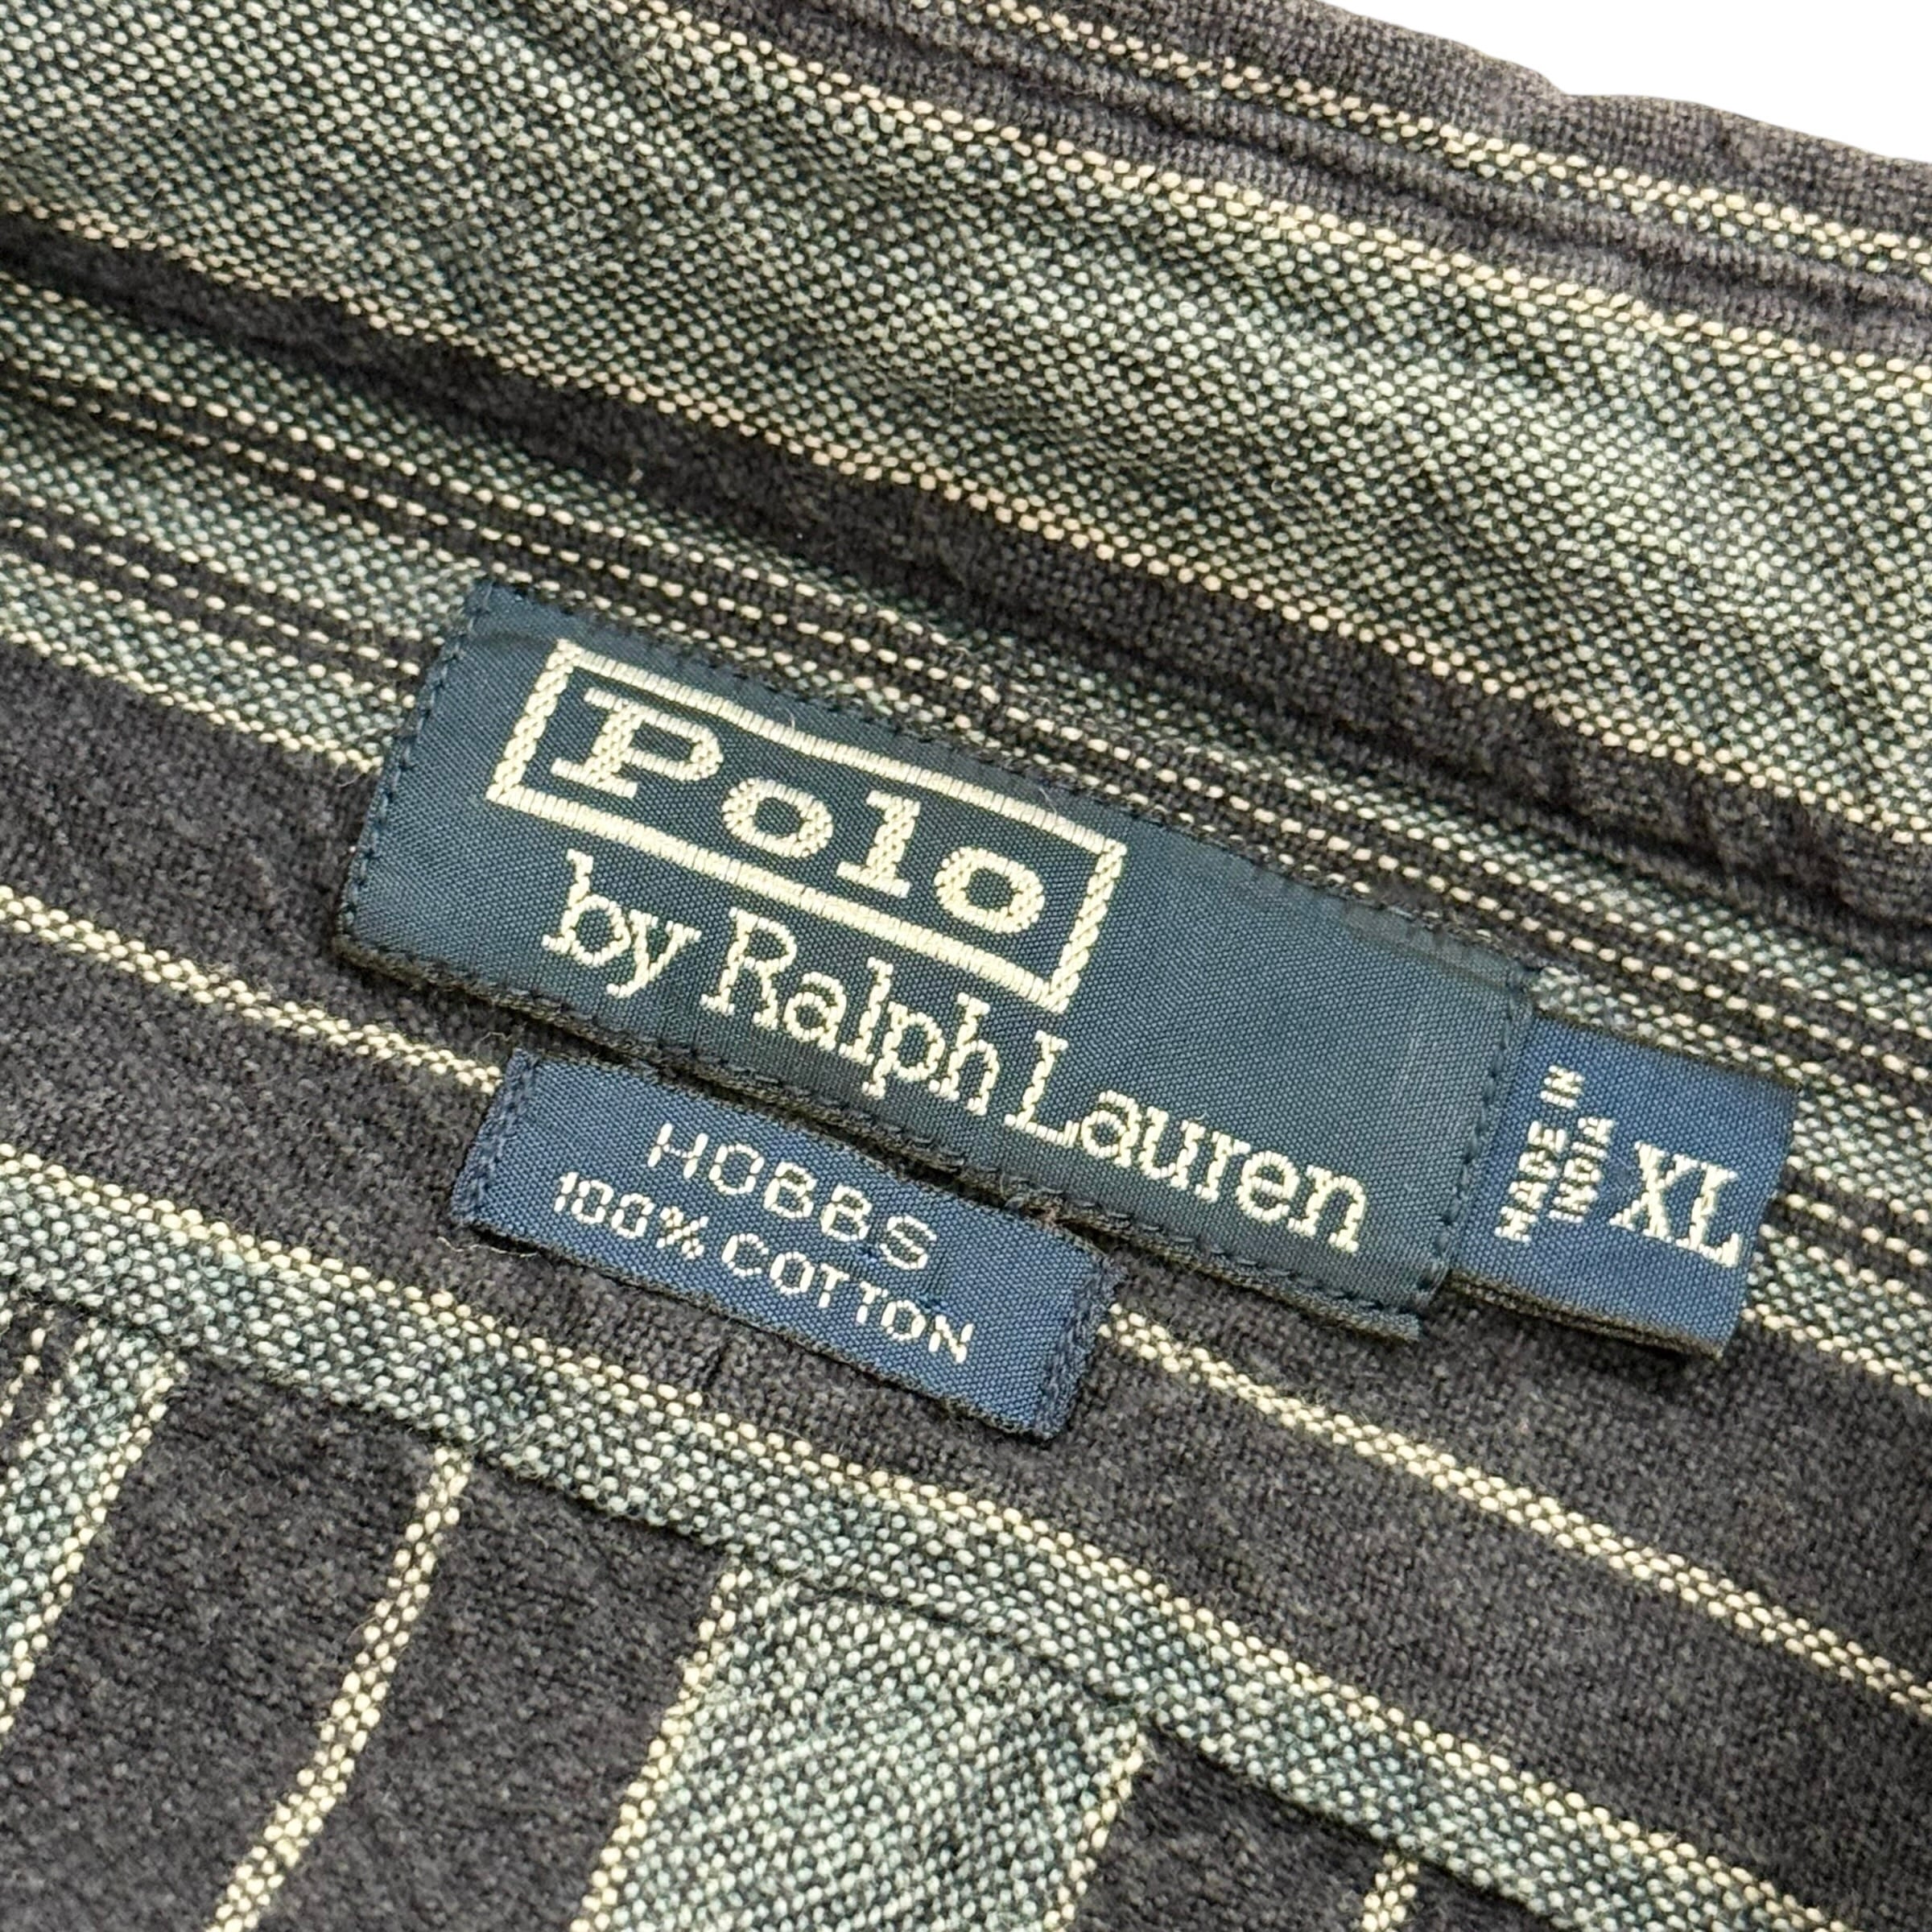 Polo
by Ralph Lauren
HOBBS
100% COTTON
MADE IN
INDIA
XL